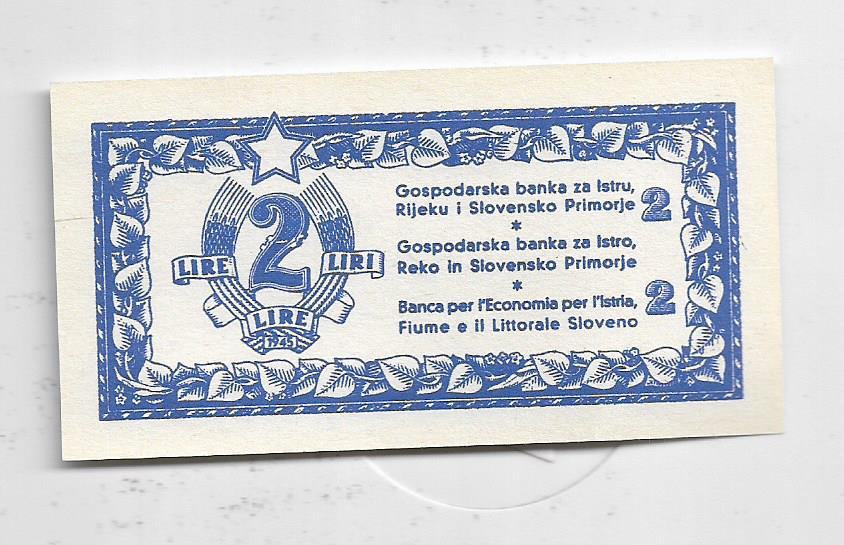 2
LIRE LIRI
LIRE
1945
Gospodarska banka za Istru,
Rijeku i Slovensko Primorje
2
*
Gospodarska banka za Istro,
Reko in Slovensko Primorje
*
Banca per l'Economia per l'Istria,
Fiume e il Littorale Sloveno
2